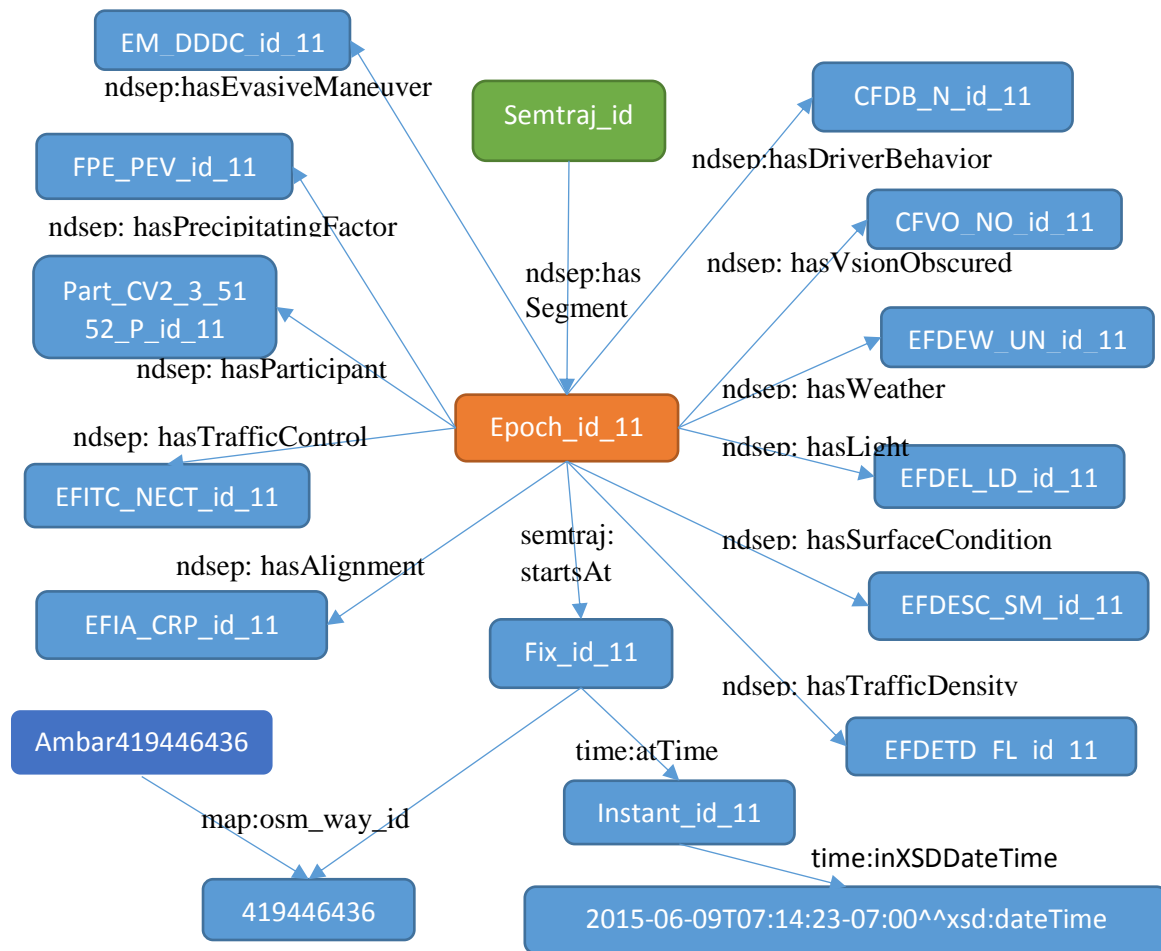 EM_DDDC_id_11
ndsep:hasEvasiveManeuver
Semtraj_id
CFDB_N_id_11
ndsep:hasDriverBehavior
FPE_PEV_id_11
ndsep: hasPrecipitatingFactor
CFVO_NO_id_11
ndsep: hasVsionObscured
Part_CV2_3_51
52_P_id_11
ndsep: hasParticipant
ndsep:has
Segment
EFDEW_UN_id_11
ndsep: hasWeather
Epoch_id_11
ndsep: hasTrafficControl
EFITC_NECT_id_11
ndsep: hasLight
EFDEL_LD_id_11
semtraj:
startsAt
ndsep: hasSurfaceCondition
ndsep: hasAlignment
EFIA_CRP_id_11
EFDESC_SM_id_11
Fix_id_11
ndsep: hasTrafficDensity
EFDETD_FL_id_11
Ambar419446436
time:atTime
map:osm_way_id
Instant_id_11
time:inXSDDateTime
419446436
2015-06-09T07:14:23-07:00^^xsd:dateTime